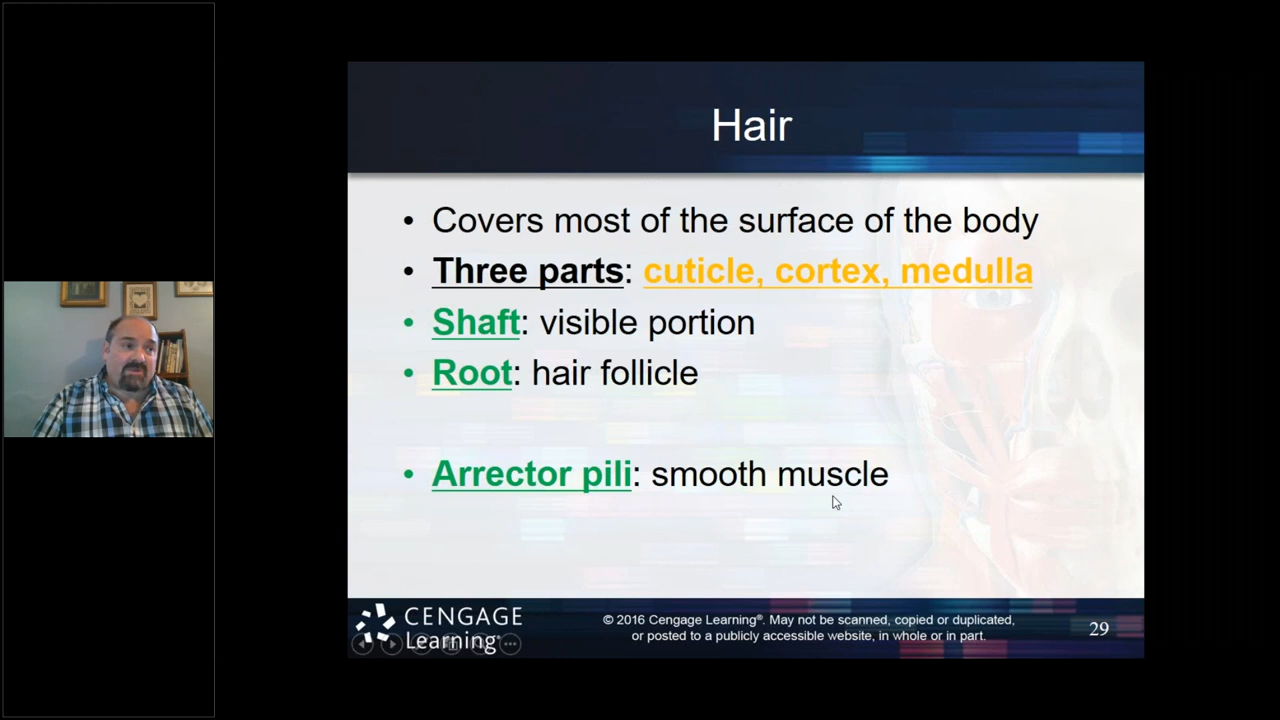 Hair
• Covers most of the surface of the body
• Three parts: cuticle, cortex, medulla
• Shaft: visible portion
• Root: hair follicle
• Arrector pili: smooth muscle
CENGAGE
Learning®
© 2016 Cengage Learning®. May not be scanned, copied or duplicated,
or posted to a publicly accessible website, in whole or in part.
29